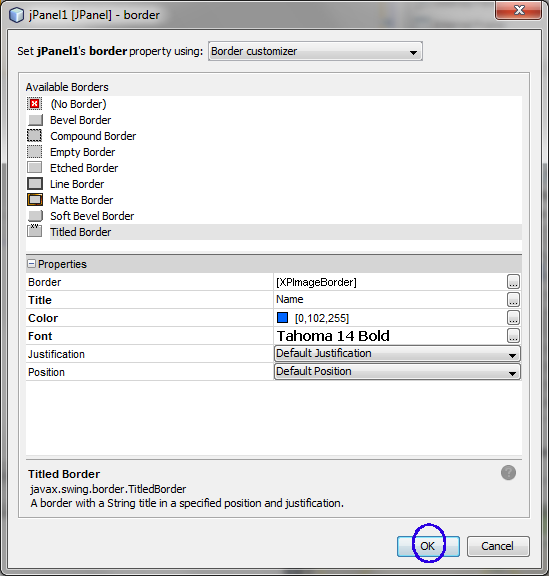 jPanel1 [JPanel] - border
Set jPanel1's border property using: Border customizer
Available Borders
(No Border)
Bevel Border
Compound Border
Empty Border
Etched Border
Line Border
Matte Border
Soft Bevel Border
XY Titled Border
Properties
Border [XPImageBorder] ...
Title Name ...
Color [0,102,255] ...
Font Tahoma 14 Bold ...
Justification Default Justification
Position Default Position
Titled Border ?
javax.swing.border.TitledBorder
A border with a String title in a specified position and justification.
OK Cancel